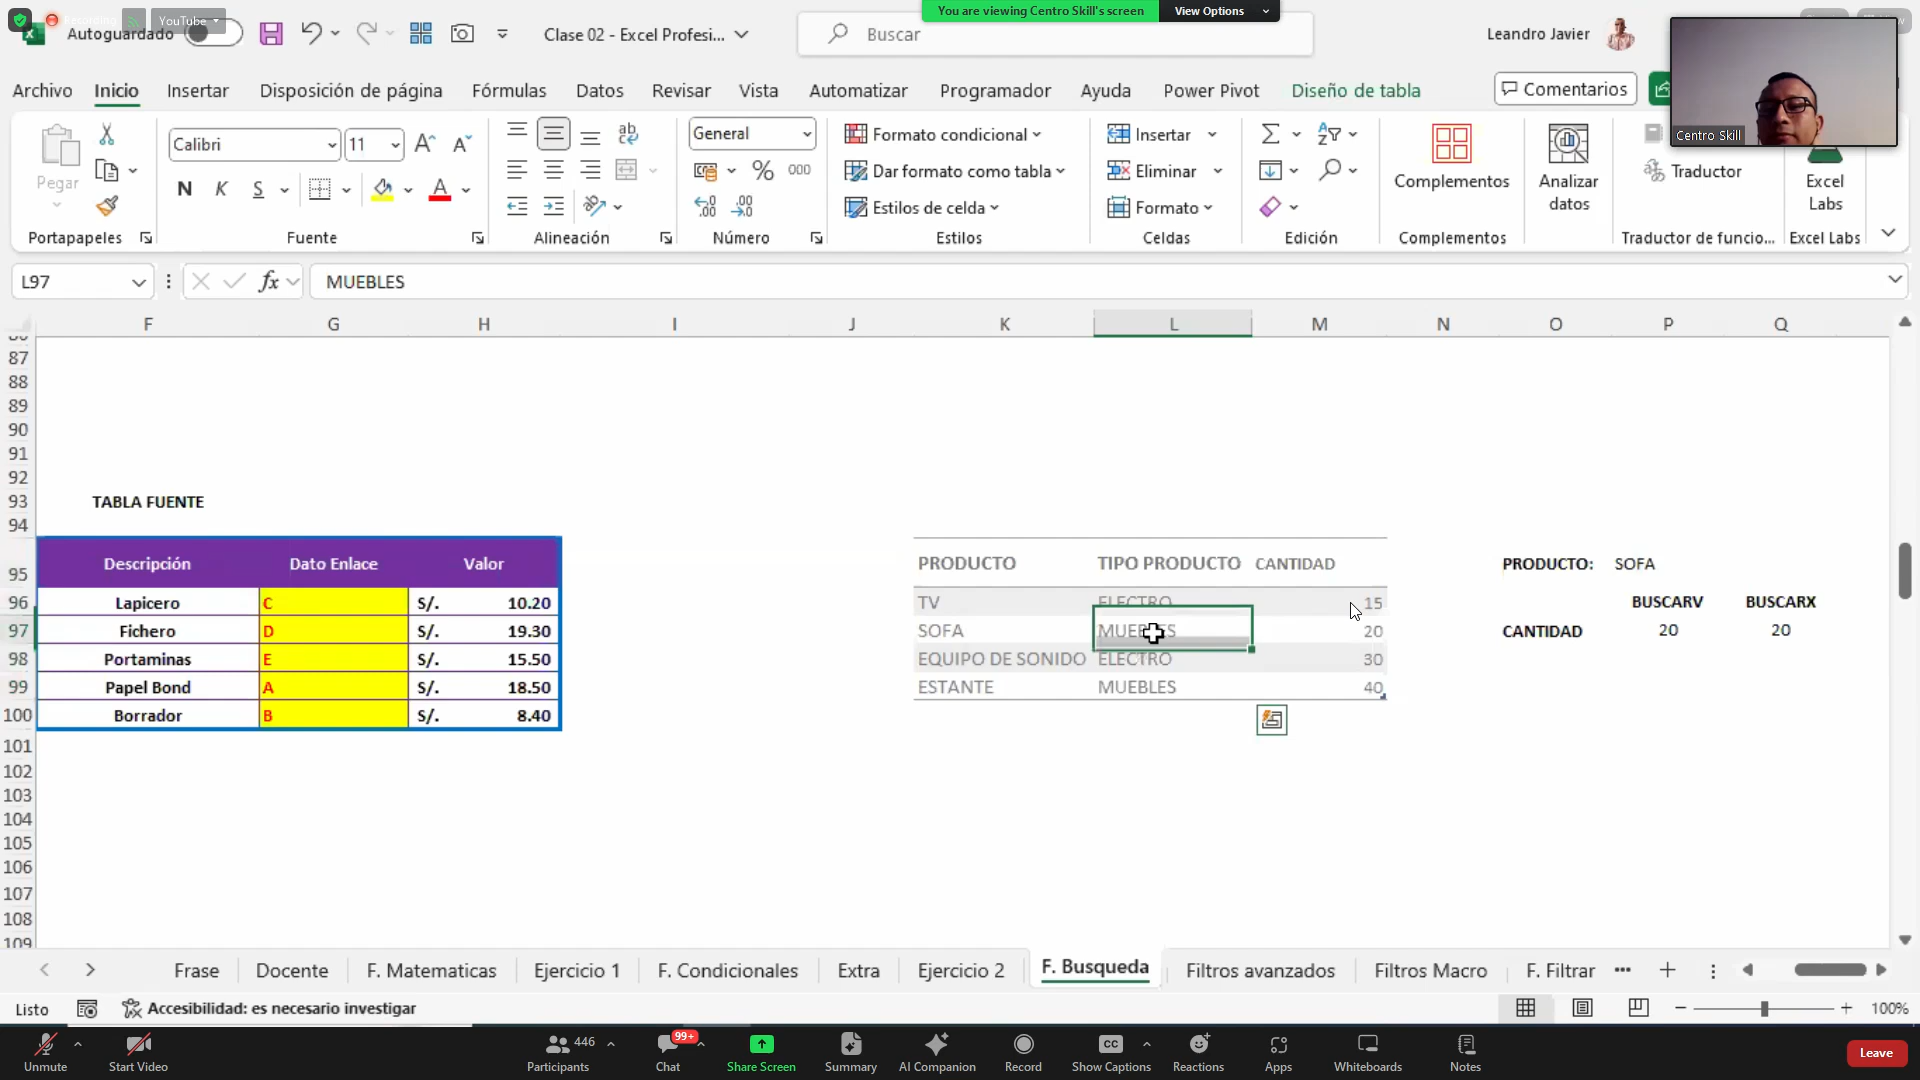 YouTube
You are viewing Centro Skill's screen
View Options
Autoguardado
Clase 02 - Excel Profesi...
Buscar
Leandro Javier
Archivo
Inicio
Insertar
Disposición de página
Fórmulas
Datos
Revisar
Vista
Automatizar
Programador
Ayuda
Power Pivot
Diseño de tabla
Comentarios
Centro Skill
Pegar
Calibri
11
N K S
General
% 000
Formato condicional
Dar formato como tabla
Estilos de celda
Insertar
Eliminar
Formato
Complementos
Analizar
datos
Traductor
Excel
Labs
Portapapeles
Fuente
Alineación
Número
Estilos
Celdas
Edición
Complementos
Traductor de funcio...
Excel Labs
L97
fx
MUEBLES
F G H I J K L M N O P Q
87
88
89
90
91
92
93 TABLA FUENTE
94
95 Descripción Dato Enlace Valor PRODUCTO TIPO PRODUCTO CANTIDAD PRODUCTO: SOFA
96 Lapicero C S/. 10.20 TV ELECTRO 15 BUSCARV BUSCARX
97 Fichero D S/. 19.30 SOFA MUEBLES 20 CANTIDAD 20 20
98 Portaminas E S/. 15.50 EQUIPO DE SONIDO ELECTRO 30
99 Papel Bond A S/. 18.50 ESTANTE MUEBLES 40
100 Borrador B S/. 8.40
101
102
103
104
105
106
107
108
109
Frase
Docente
F. Matematicas
Ejercicio 1
F. Condicionales
Extra
Ejercicio 2
F. Busqueda
Filtros avanzados
Filtros Macro
F. Filtrar
Listo
Accesibilidad: es necesario investigar
100%
Unmute
Start Video
446
Participants
99+
Chat
Share Screen
Summary
AI Companion
Record
CC
Show Captions
Reactions
Apps
Whiteboards
Notes
Leave